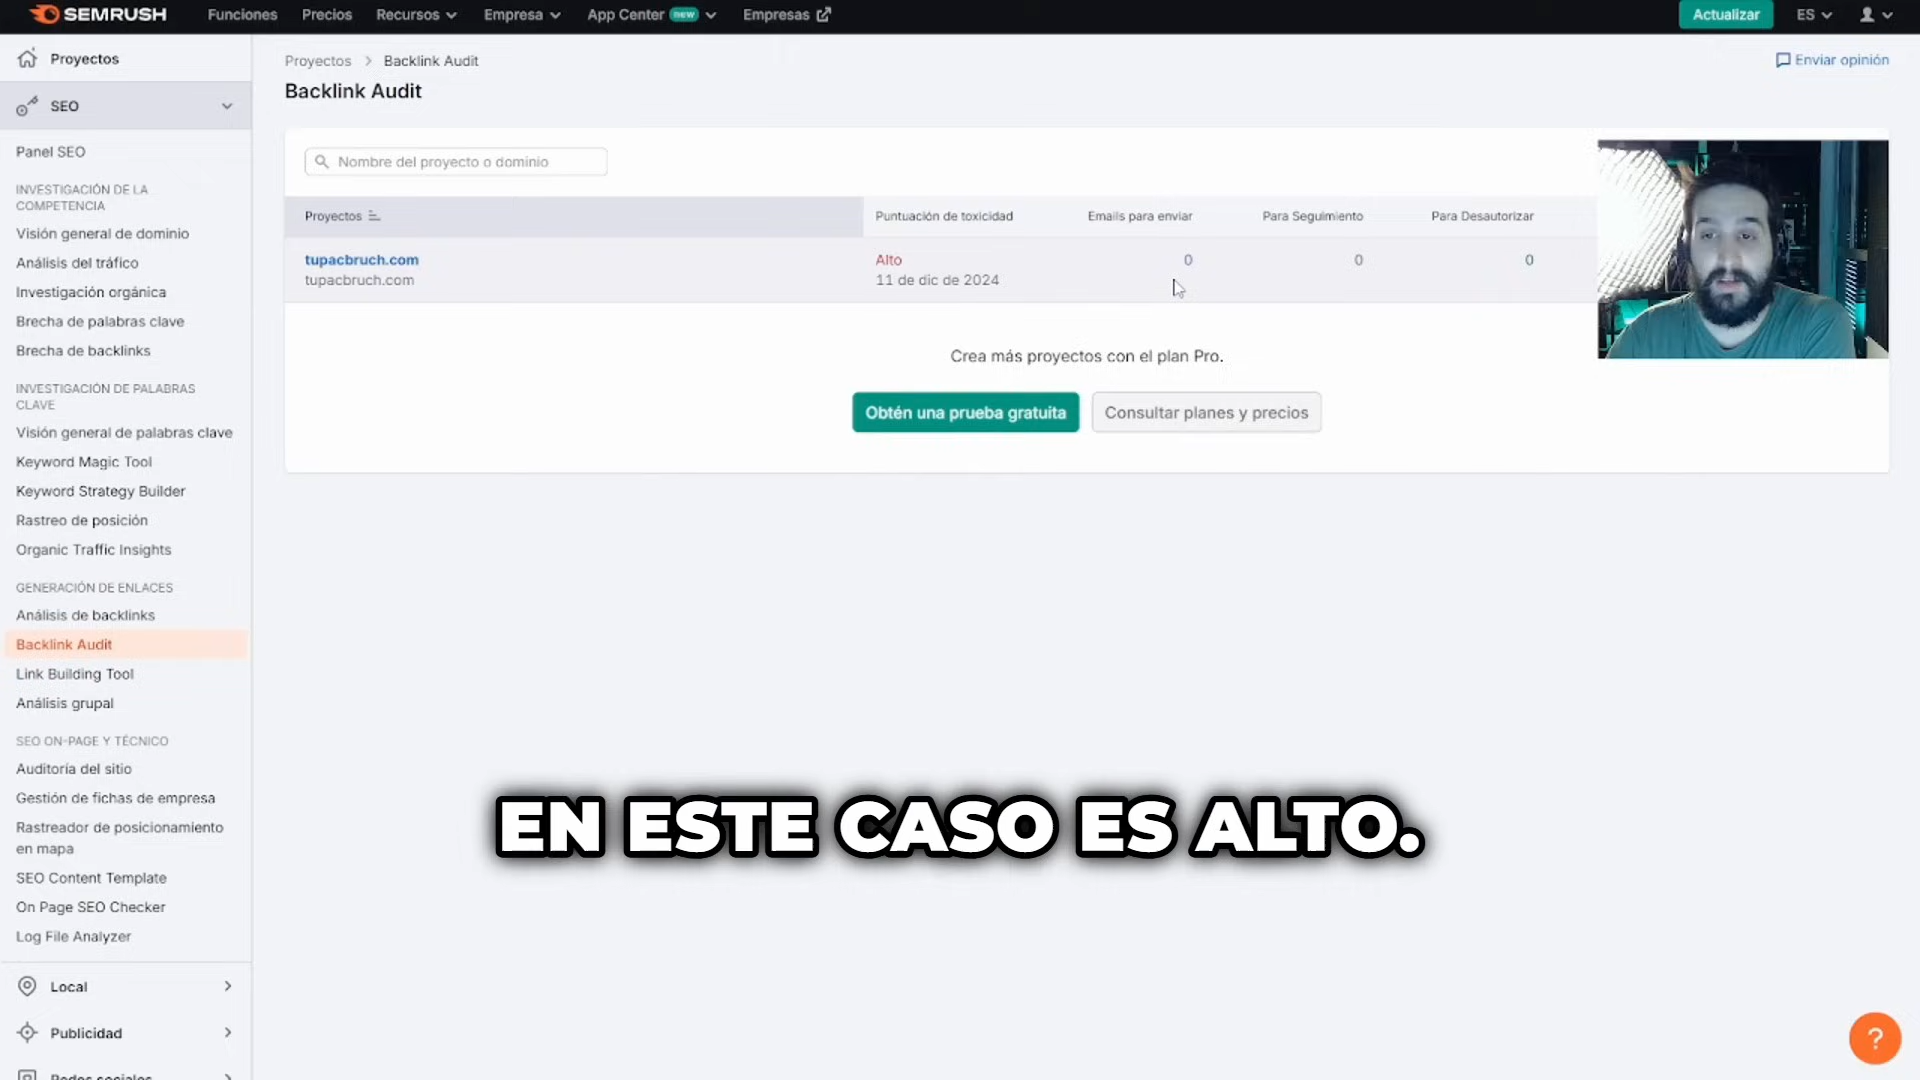 SEMRUSH
Funciones
Precios
Recursos
Empresa
App Center new
Empresas
Actualizar
ES
Proyectos
SEO
Panel SEO
INVESTIGACIÓN DE LA
COMPETENCIA
Visión general de dominio
Análisis del tráfico
Investigación orgánica
Brecha de palabras clave
Brecha de backlinks
INVESTIGACIÓN DE PALABRAS
CLAVE
Visión general de palabras clave
Keyword Magic Tool
Keyword Strategy Builder
Rastreo de posición
Organic Traffic Insights
GENERACIÓN DE ENLACES
Análisis de backlinks
Backlink Audit
Link Building Tool
Análisis grupal
SEO ON-PAGE Y TÉCNICO
Auditoría del sitio
Gestión de fichas de empresa
Rastreador de posicionamiento
en mapa
SEO Content Template
On Page SEO Checker
Log File Analyzer
Local
Publicidad
Redes sociales
Proyectos > Backlink Audit
Enviar opinión
Backlink Audit
Nombre del proyecto o dominio
Proyectos
Puntuación de toxicidad
Emails para enviar
Para Seguimiento
Para Desautorizar
tupacbruch.com
Alto
0
0
0
tupacbruch.com
11 de dic de 2024
Crea más proyectos con el plan Pro.
Obtén una prueba gratuita
Consultar planes y precios
EN ESTE CASO ES ALTO.
?